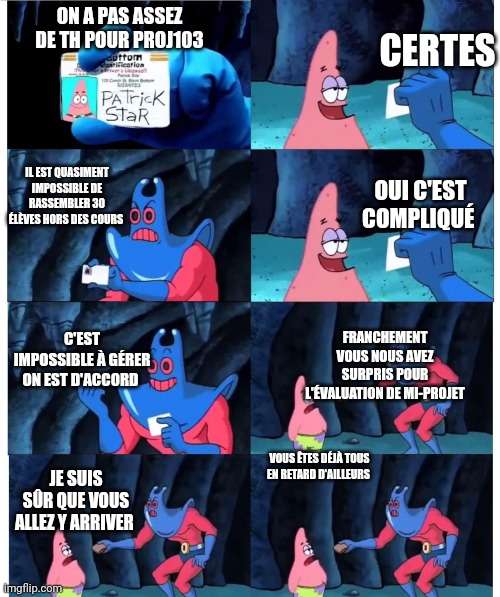 ON A PAS ASSEZ
DE TH POUR PROJ103
PATRICK
STAR
CERTES
IL EST QUASIMENT
IMPOSSIBLE DE
RASSEMBLER 30
ÉLÈVES HORS DES COURS
OUI C'EST
COMPLIQUÉ
C'EST
IMPOSSIBLE À GÉRER
ON EST D'ACCORD
FRANCHEMENT
VOUS NOUS AVEZ
SURPRIS POUR
L'ÉVALUATION DE MI-PROJET
JE SUIS
SÛR QUE VOUS
ALLEZ Y ARRIVER
VOUS ÊTES DÉJÀ TOUS
EN RETARD D'AILLEURS
imgflip.com